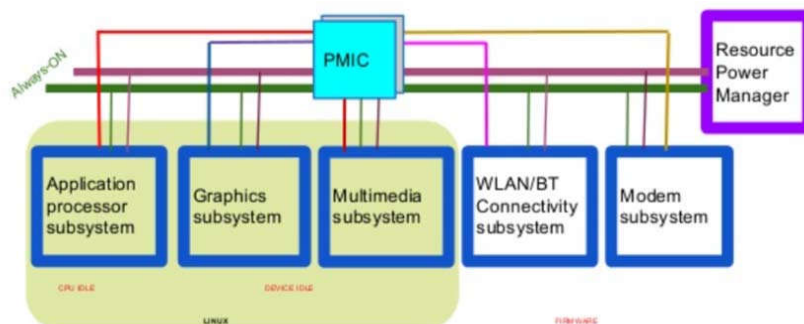 PMIC
Resource
Power
Manager
Always-ON
Application
processor
subsystem
Graphics
subsystem
Multimedia
subsystem
WLAN/BT
Connectivity
subsystem
Modem
subsystem
CPU IDLE
DEVICE IDLE
LINUX
FIRMWARE